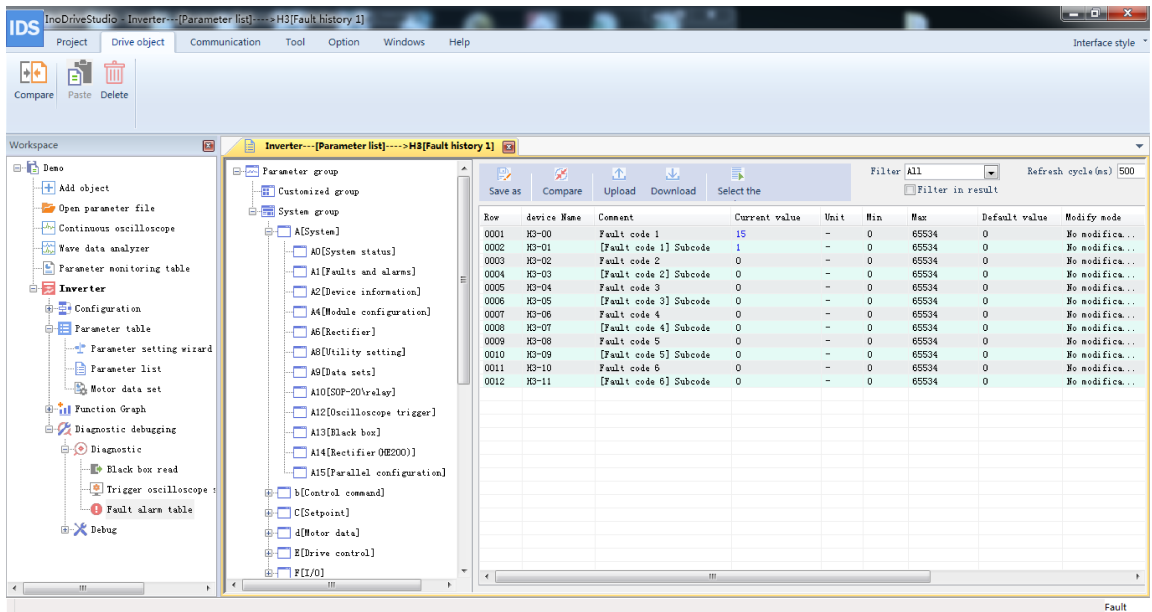 IDS InoDriveStudio - Inverter---[Parameter list]---->H3[Fault history 1]
Project Drive object Communication Tool Option Windows Help Interface style
Compare Paste Delete
Workspace
Demo
Add object
Open parameter file
Continuous oscilloscope
Wave data analyzer
Parameter monitoring table
Inverter
Configuration
Parameter table
Parameter setting wizard
Parameter list
Motor data set
Function Graph
Diagnostic debugging
Diagnostic
Black box read
Trigger oscilloscope s
Fault alarm table
Debug
Inverter---[Parameter list]---->H3[Fault history 1]
Parameter group
Customized group
System group
A[System]
A0[System status]
A1[Faults and alarms]
A2[Device information]
A4[Module configuration]
A6[Rectifier]
A8[Utility setting]
A9[Data sets]
A10[SOP-20\relay]
A12[Oscilloscope trigger]
A13[Black box]
A14[Rectifier(HE200)]
A15[Parallel configuration]
b[Control command]
C[Setpoint]
d[Motor data]
E[Drive control]
F[I/O]
Save as Compare Upload Download Select the
Filter All Refresh cycle(ms) 500
Filter in result
Row device Name Comment Current value Unit Min Max Default value Modify mode
0001 H3-00 Fault code 1 15 - 0 65534 0 No modifica...
0002 H3-01 [Fault code 1] Subcode 1 - 0 65534 0 No modifica...
0003 H3-02 Fault code 2 0 - 0 65534 0 No modifica...
0004 H3-03 [Fault code 2] Subcode 0 - 0 65534 0 No modifica...
0005 H3-04 Fault code 3 0 - 0 65534 0 No modifica...
0006 H3-05 [Fault code 3] Subcode 0 - 0 65534 0 No modifica...
0007 H3-06 Fault code 4 0 - 0 65534 0 No modifica...
0008 H3-07 [Fault code 4] Subcode 0 - 0 65534 0 No modifica...
0009 H3-08 Fault code 5 0 - 0 65534 0 No modifica...
0010 H3-09 [Fault code 5] Subcode 0 - 0 65534 0 No modifica...
0011 H3-10 Fault code 6 0 - 0 65534 0 No modifica...
0012 H3-11 [Fault code 6] Subcode 0 - 0 65534 0 No modifica...
Fault